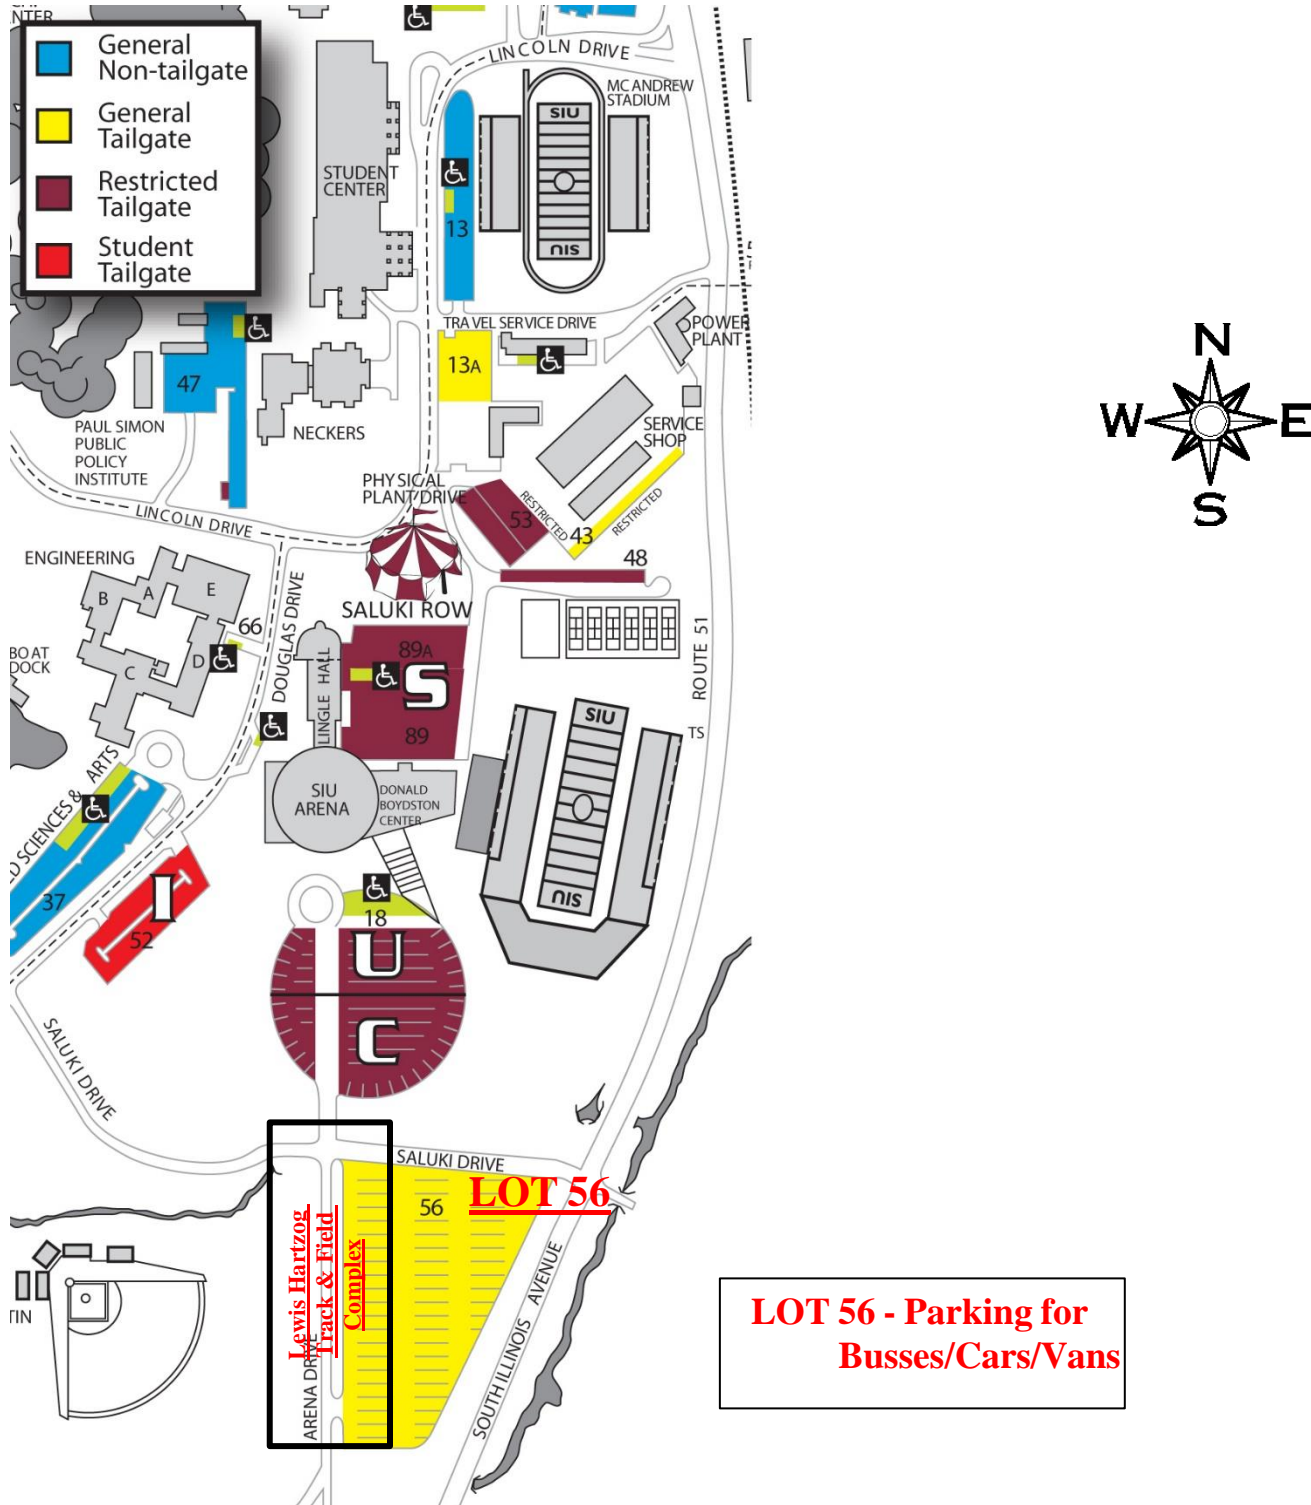 ENTER
General
Non-tailgate
General
Tailgate
Restricted
Tailgate
Student
Tailgate
LINCOLN DRIVE
MC ANDREW
STADIUM
SIU
SIU
STUDENT
CENTER
13
TRAVEL SERVICE DRIVE
POWER
PLANT
13A
47
PAUL SIMON
PUBLIC
POLICY
INSTITUTE
NECKERS
SERVICE
SHOP
PHYSICAL
PLANT DRIVE
LINCOLN DRIVE
53
RESTRICTED
43
RESTRICTED
48
N
W
E
S
ENGINEERING
B
A
E
C
D
66
BOAT
DOCK
DOUGLAS DRIVE
SALUKI ROW
LINGLE HALL
89A
S
89
ROUTE 51
TS
SIU
SIU
SIU
ARENA
DONALD
BOYDSTON
CENTER
SCIENCES & ARTS
37
I
52
18
U
C
SALUKI DRIVE
SALUKI DRIVE
56
LOT 56
Lewis Hartzog
Track & Field
Complex
ARENA DRIVE
SOUTH ILLINOIS AVENUE
TIN
LOT 56 - Parking for
Busses/Cars/Vans